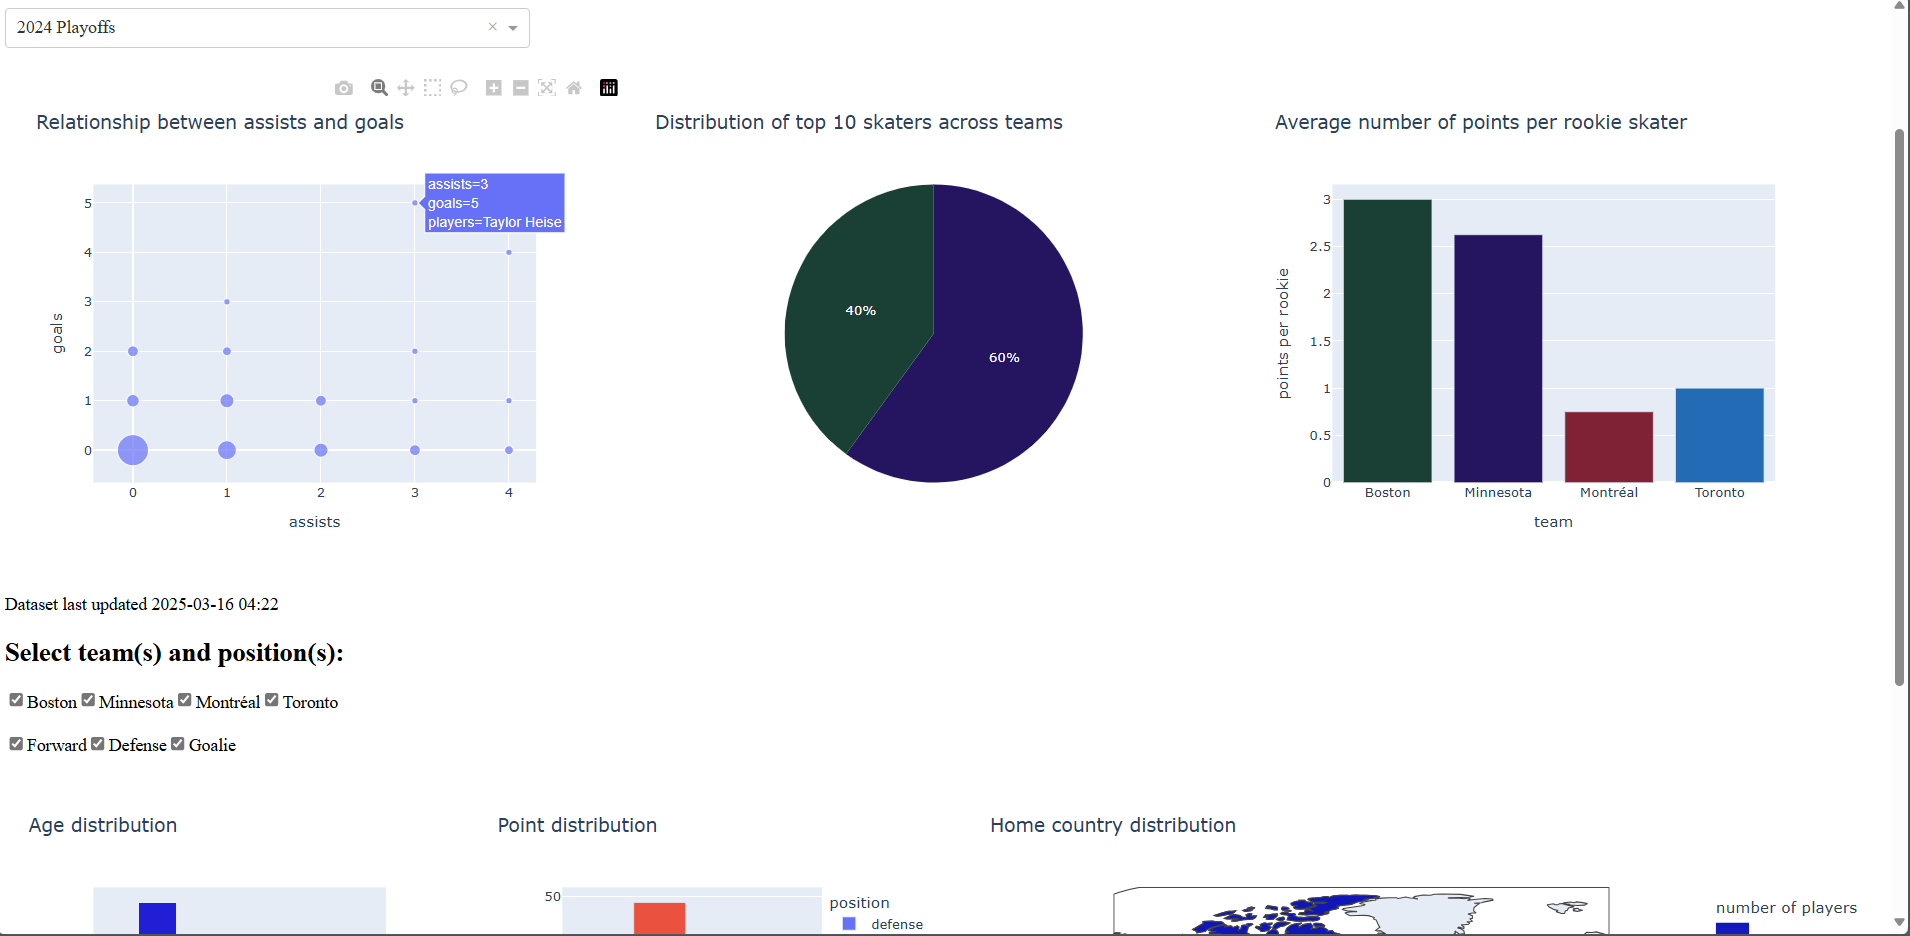 2024 Playoffs
Relationship between assists and goals
assists=3
goals=5
players=Taylor Heise
5
4
3
2
1
0
goals
0 1 2 3 4
assists
Distribution of top 10 skaters across teams
40%
60%
Average number of points per rookie skater
3
2.5
2
1.5
1
0.5
0
points per rookie
Boston Minnesota Montréal Toronto
team
Dataset last updated 2025-03-16 04:22
Select team(s) and position(s):
Boston Minnesota Montréal Toronto
Forward Defense Goalie
Age distribution
Point distribution
50
position
defense
Home country distribution
number of players